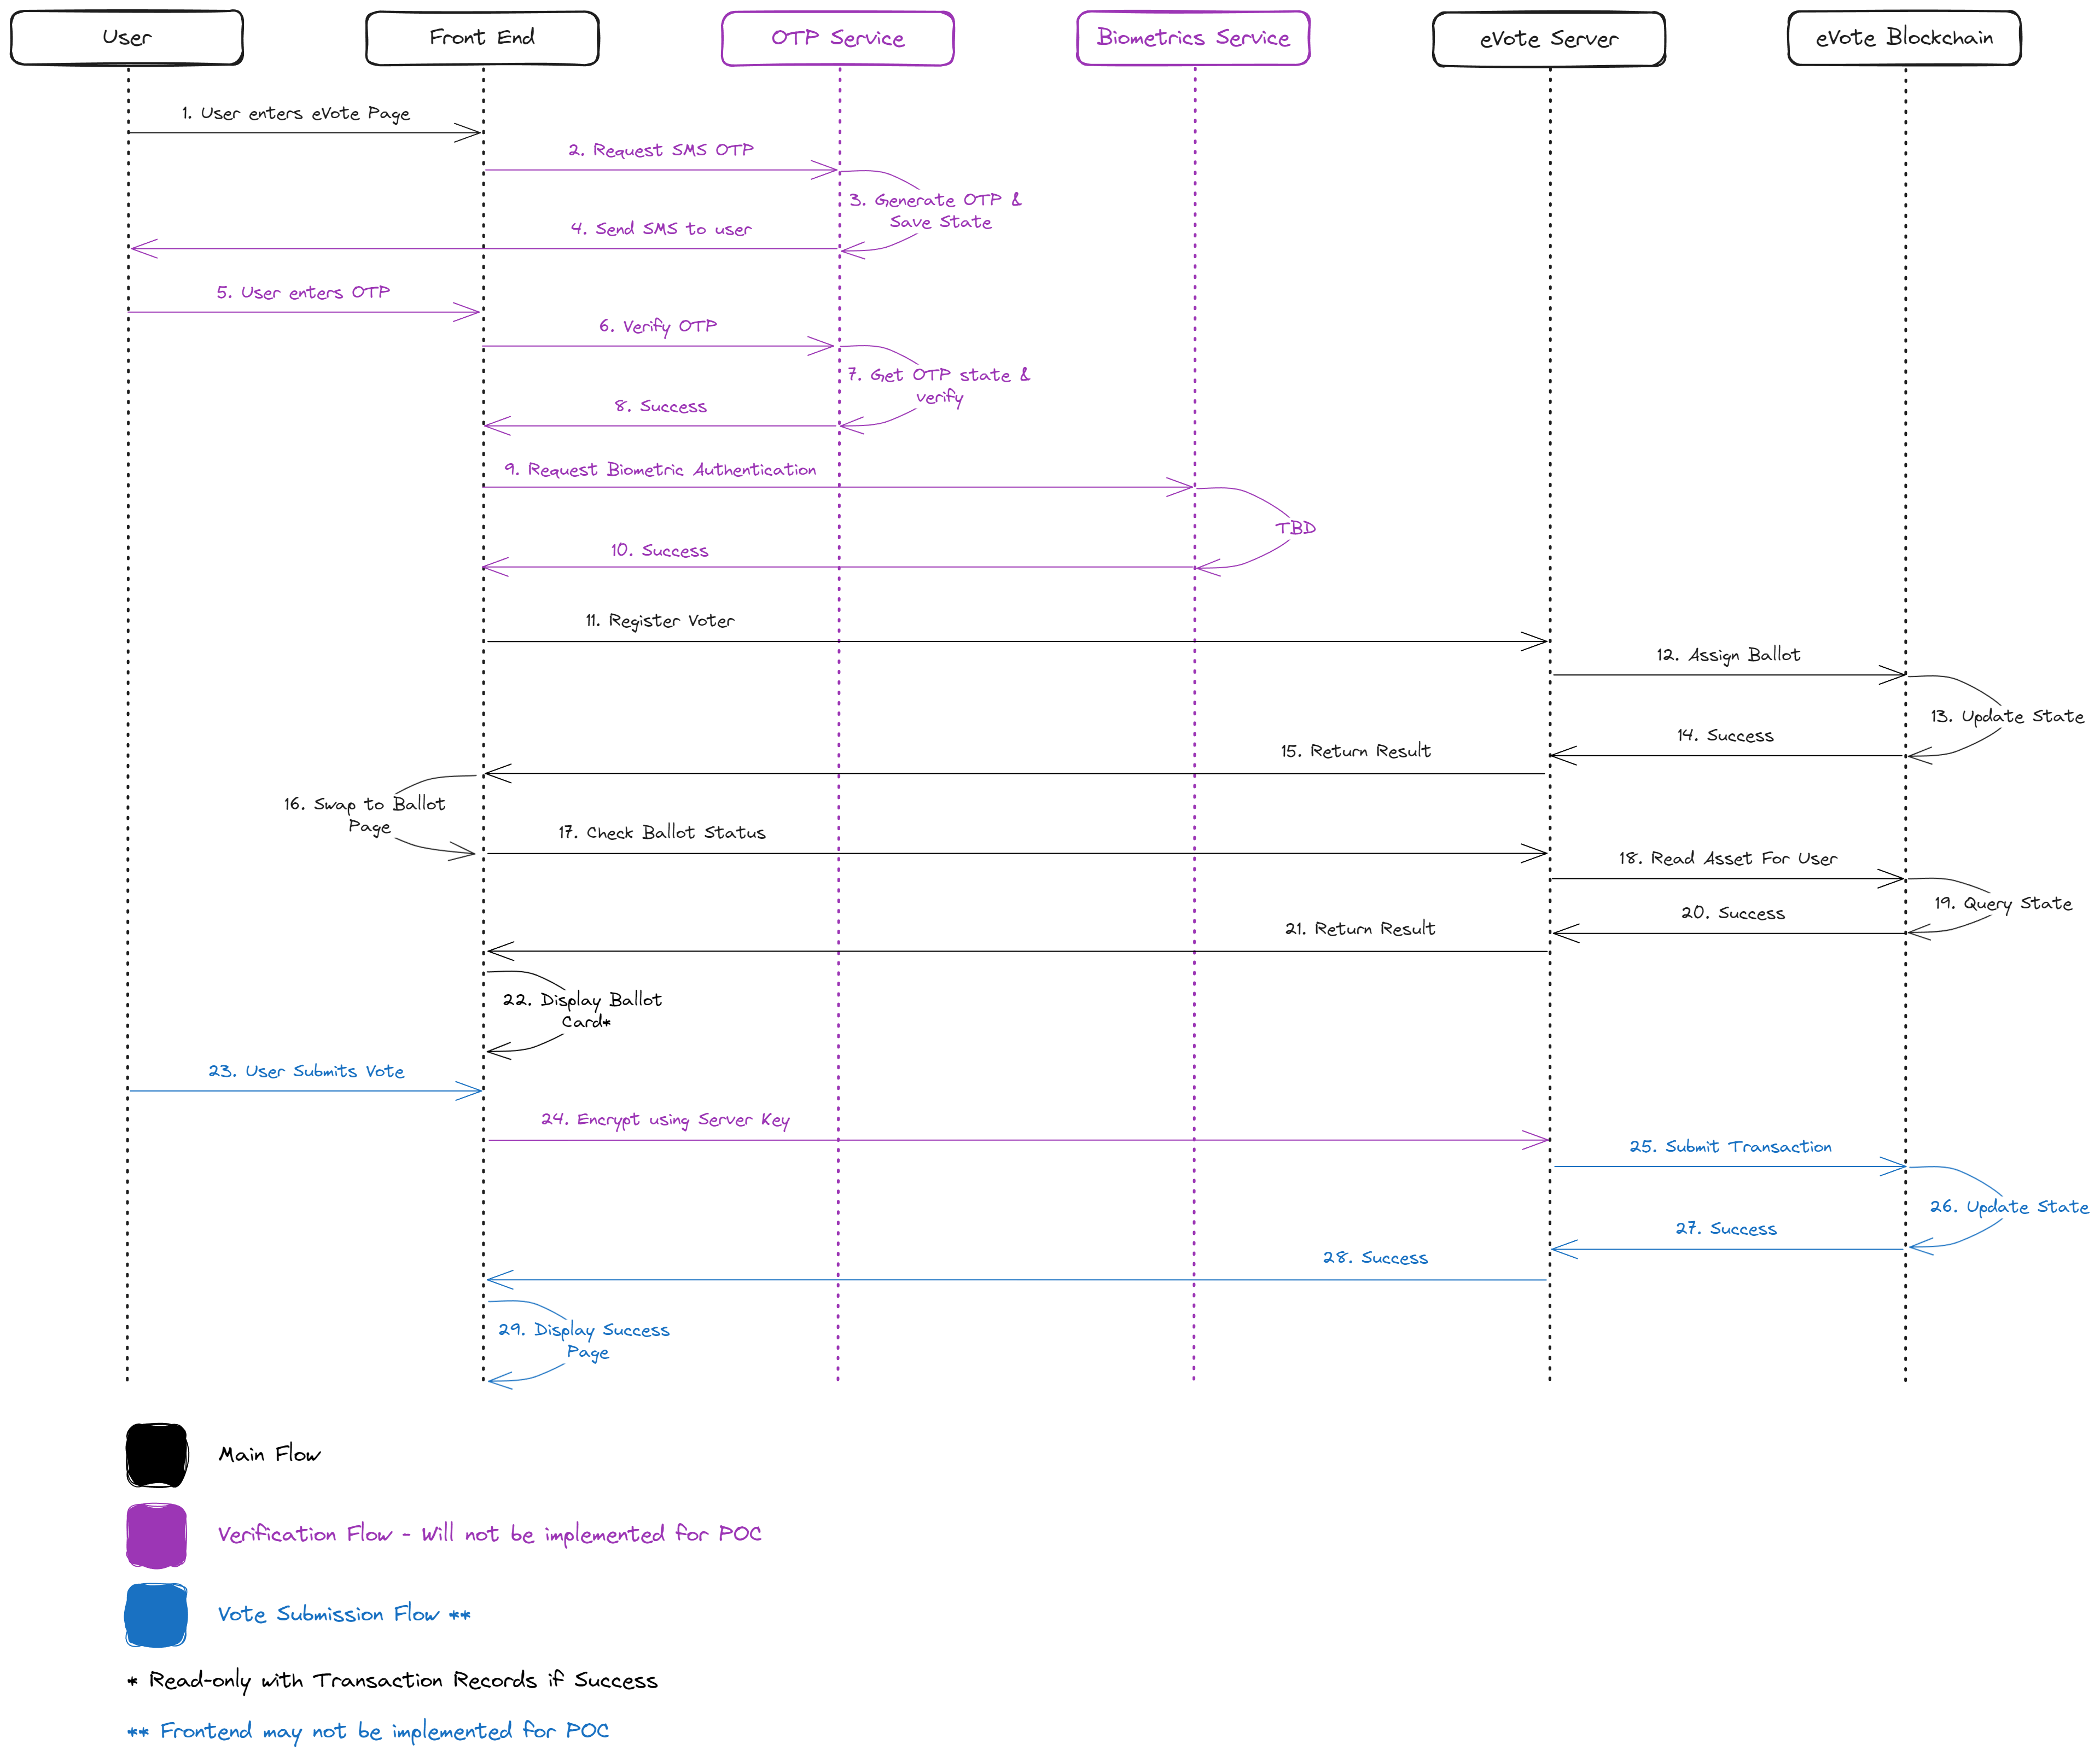 User
Front End
OTP Service
Biometrics Service
eVote Server
eVote Blockchain
1. User enters eVote Page
2. Request SMS OTP
3. Generate OTP &
Save State
4. Send SMS to user
5. User enters OTP
6. Verify OTP
7. Get OTP state &
verify
8. Success
9. Request Biometric Authentication
TBD
10. Success
11. Register Voter
12. Assign Ballot
13. Update State
14. Success
15. Return Result
16. Swap to Ballot
Page
17. Check Ballot Status
18. Read Asset For User
19. Query State
20. Success
21. Return Result
22. Display Ballot
Card*
23. User Submits Vote
24. Encrypt using Server Key
25. Submit Transaction
26. Update State
27. Success
28. Success
29. Display Success
Page
Main Flow
Verification Flow - Will not be implemented for POC
Vote Submission Flow **
* Read-only with Transaction Records if Success
** Frontend may not be implemented for POC